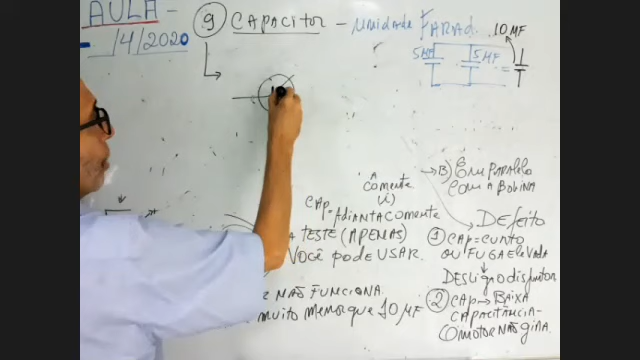 AULA
/4/2020
9 CAPACITOR - Unidade FARAD.
10 MF
5MF 5MF =
B) Em PARALELO
COM A BOBINA
A
Corrente
(i)
CAP. ADIANTA CORRENTE
TESTE (APENAS)
VOCÊ PODE USAR.
NÃO FUNCIONA.
MUITO MENOR QUE 10 MF
DEFEITO
1 CAP = CURTO
OU FUGA ELEVADA
DESLIGA O DISJUNTOR
2 CAP → BAIXA
CAPACITÂNCIA-
O MOTOR NÃO GIRA.